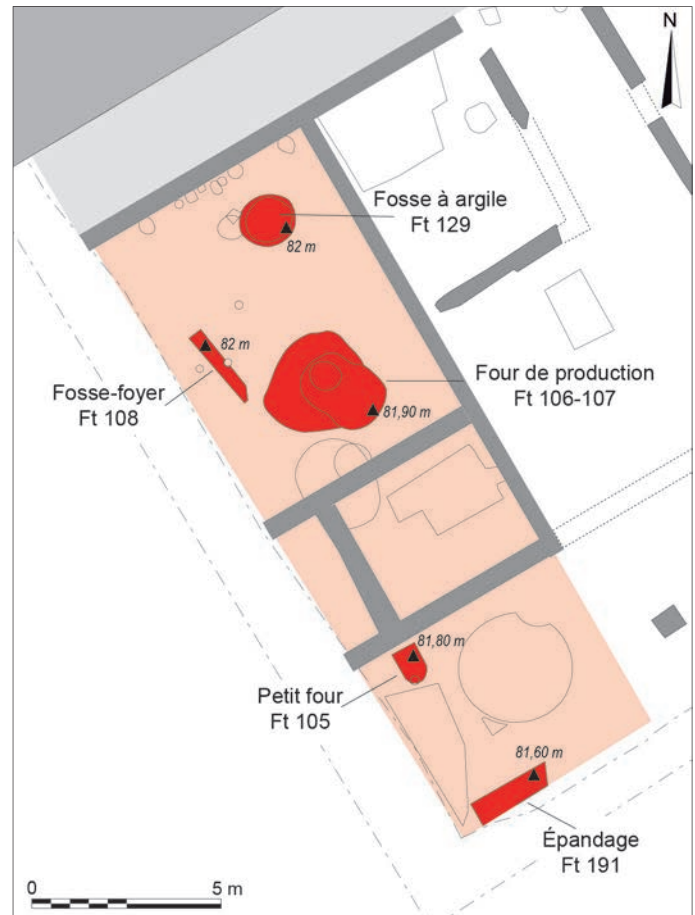 N
Fosse à argile
Ft 129
82 m
82 m
Fosse-foyer
Ft 108
Four de production
Ft 106-107
81,90 m
81,80 m
Petit four
Ft 105
81,60 m
Épandage
Ft 191
0 5 m